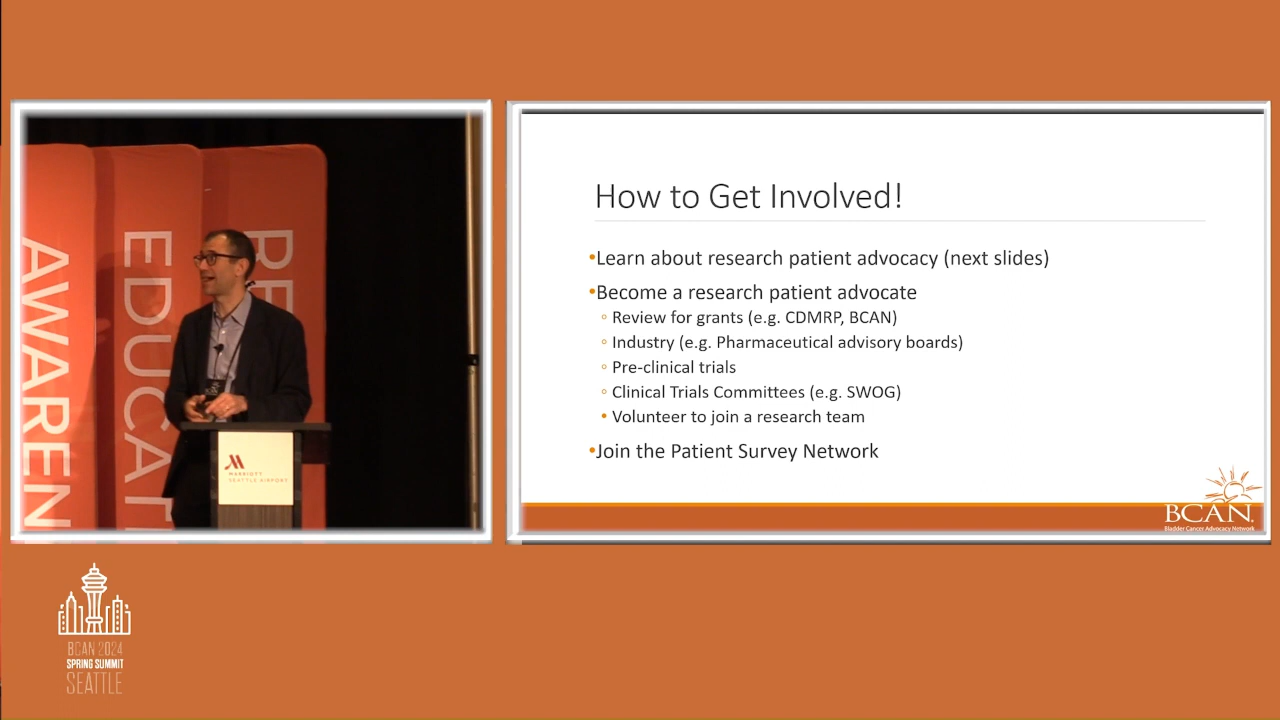 AWAREN
EDUCAT
RE
MARRIOTT
SEATTLE AIRPORT
How to Get Involved!
•Learn about research patient advocacy (next slides)
•Become a research patient advocate
◦ Review for grants (e.g. CDMRP, BCAN)
◦ Industry (e.g. Pharmaceutical advisory boards)
◦ Pre-clinical trials
◦ Clinical Trials Committees (e.g. SWOG)
• Volunteer to join a research team
•Join the Patient Survey Network
BCAN
Bladder Cancer Advocacy Network
BCAN 2024
SPRING SUMMIT
SEATTLE